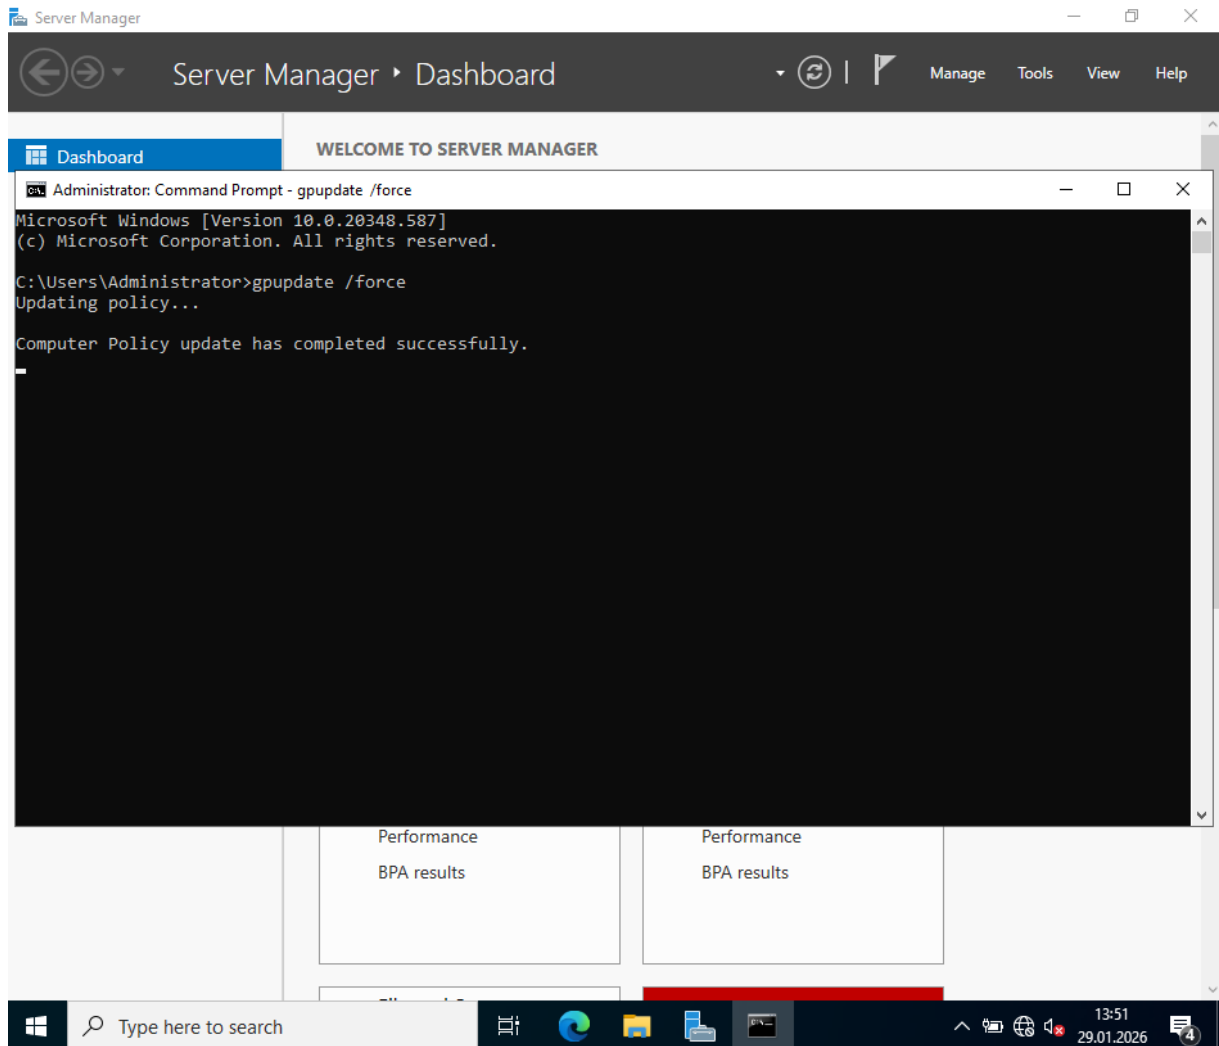 Server Manager
Server Manager ‣ Dashboard
Manage Tools View Help
Dashboard
WELCOME TO SERVER MANAGER
Administrator: Command Prompt - gpupdate /force
Microsoft Windows [Version 10.0.20348.587]
(c) Microsoft Corporation. All rights reserved.
C:\Users\Administrator>gpupdate /force
Updating policy...
Computer Policy update has completed successfully.
Performance
BPA results
Performance
BPA results
Type here to search
13:51
29.01.2026
4